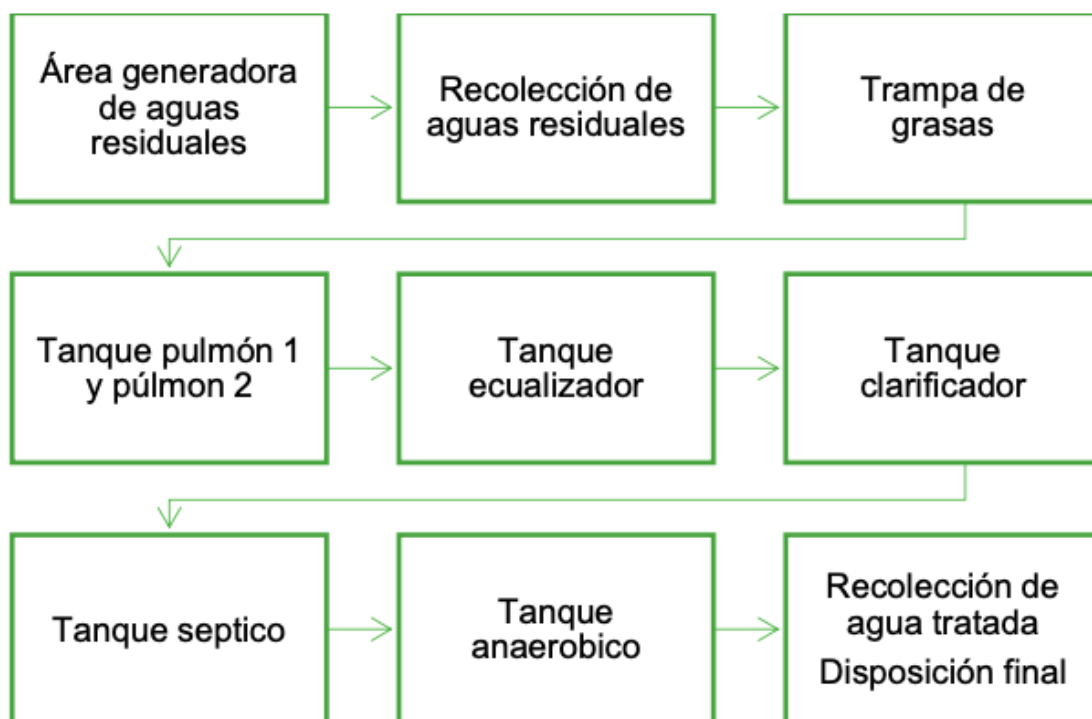 Área generadora
de aguas
residuales
Recolección de
aguas residuales
Trampa de
grasas
Tanque pulmón 1
y púlmon 2
Tanque
ecualizador
Tanque
clarificador
Tanque septico
Tanque
anaerobico
Recolección de
agua tratada
Disposición final